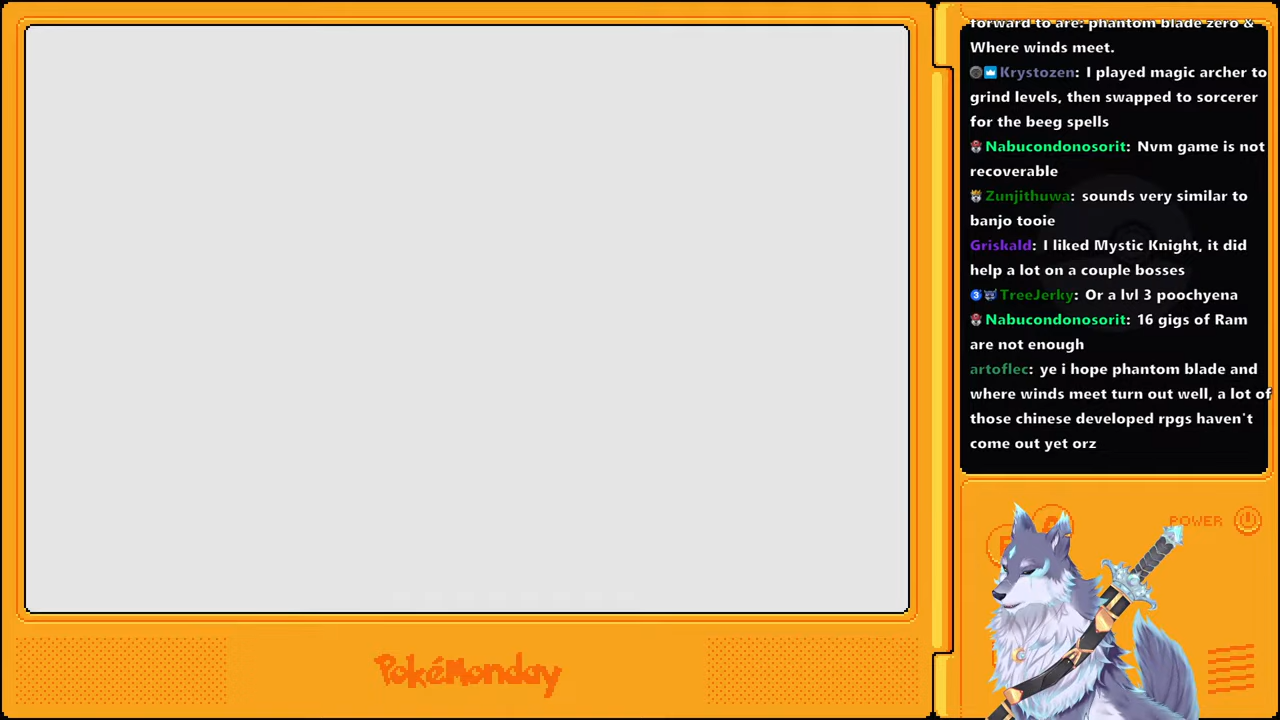 forward to are: phantom blade zero &
Where winds meet.
Krystozen: I played magic archer to
grind levels, then swapped to sorcerer
for the beeg spells
Nabucondonosorit: Nvm game is not
recoverable
Zunjithuwa: sounds very similar to
banjo tooie
Griskald: I liked Mystic Knight, it did
help a lot on a couple bosses
3 TreeJerky: Or a lvl 3 poochyena
Nabucondonosorit: 16 gigs of Ram
are not enough
artoflec: ye i hope phantom blade and
where winds meet turn out well, a lot of
those chinese developed rpgs haven't
come out yet orz
POWER
PokéMonday